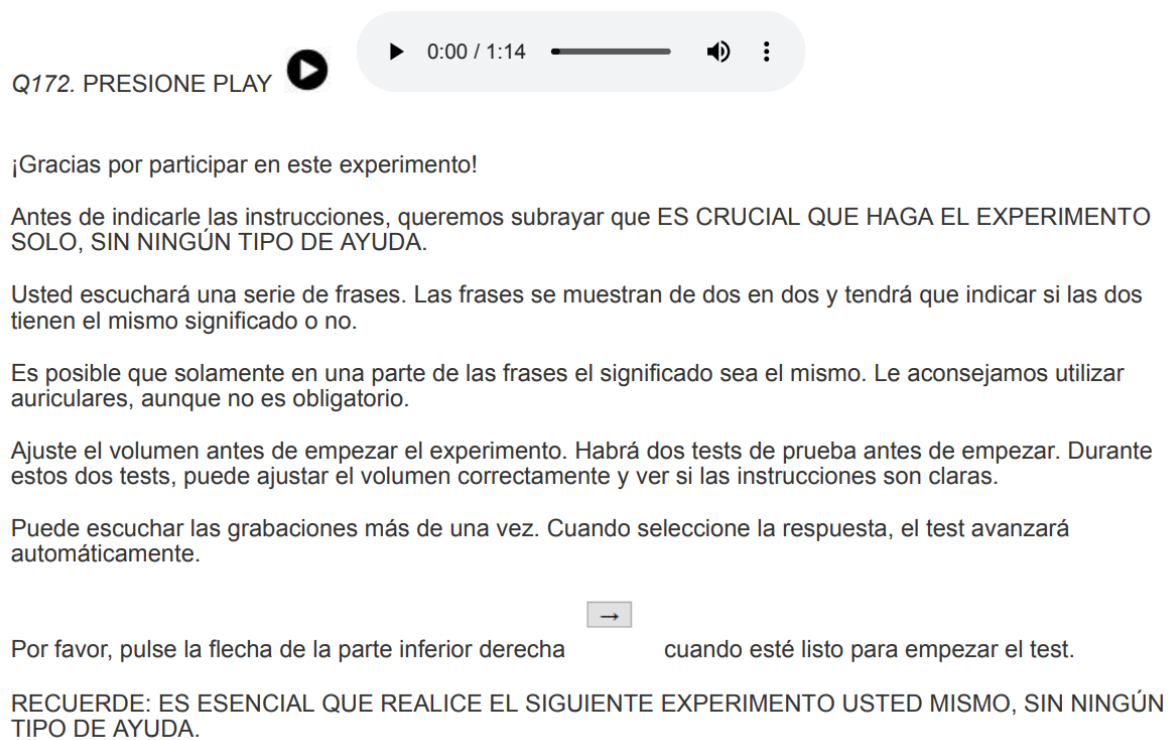 0:00 / 1:14
Q172. PRESIONE PLAY
¡Gracias por participar en este experimento!
Antes de indicarle las instrucciones, queremos subrayar que ES CRUCIAL QUE HAGA EL EXPERIMENTO
SOLO, SIN NINGÚN TIPO DE AYUDA.
Usted escuchará una serie de frases. Las frases se muestran de dos en dos y tendrá que indicar si las dos
tienen el mismo significado o no.
Es posible que solamente en una parte de las frases el significado sea el mismo. Le aconsejamos utilizar
auriculares, aunque no es obligatorio.
Ajuste el volumen antes de empezar el experimento. Habrá dos tests de prueba antes de empezar. Durante
estos dos tests, puede ajustar el volumen correctamente y ver si las instrucciones son claras.
Puede escuchar las grabaciones más de una vez. Cuando seleccione la respuesta, el test avanzará
automáticamente.
→
Por favor, pulse la flecha de la parte inferior derecha cuando esté listo para empezar el test.
RECUERDE: ES ESENCIAL QUE REALICE EL SIGUIENTE EXPERIMENTO USTED MISMO, SIN NINGÚN
TIPO DE AYUDA.